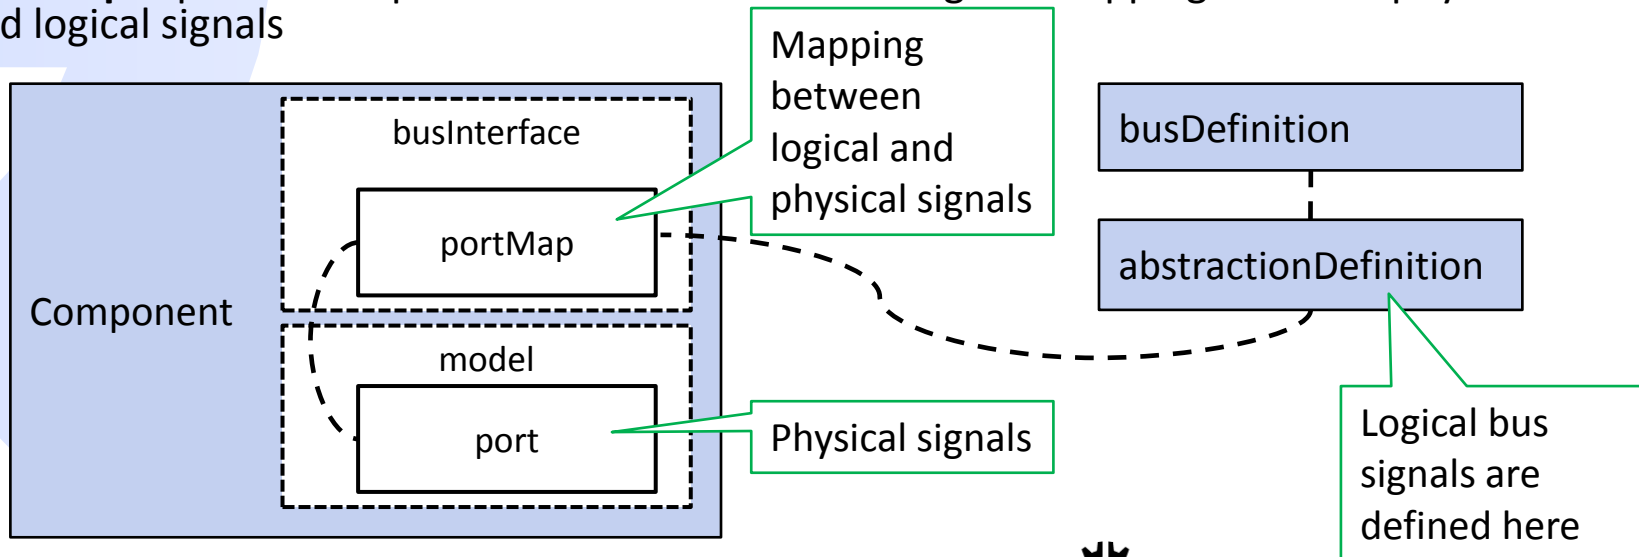 d logical signals
Mapping
between
logical and
physical signals
busInterface
portMap
Component
model
port
Physical signals
busDefinition
abstractionDefinition
Logical bus
signals are
defined here